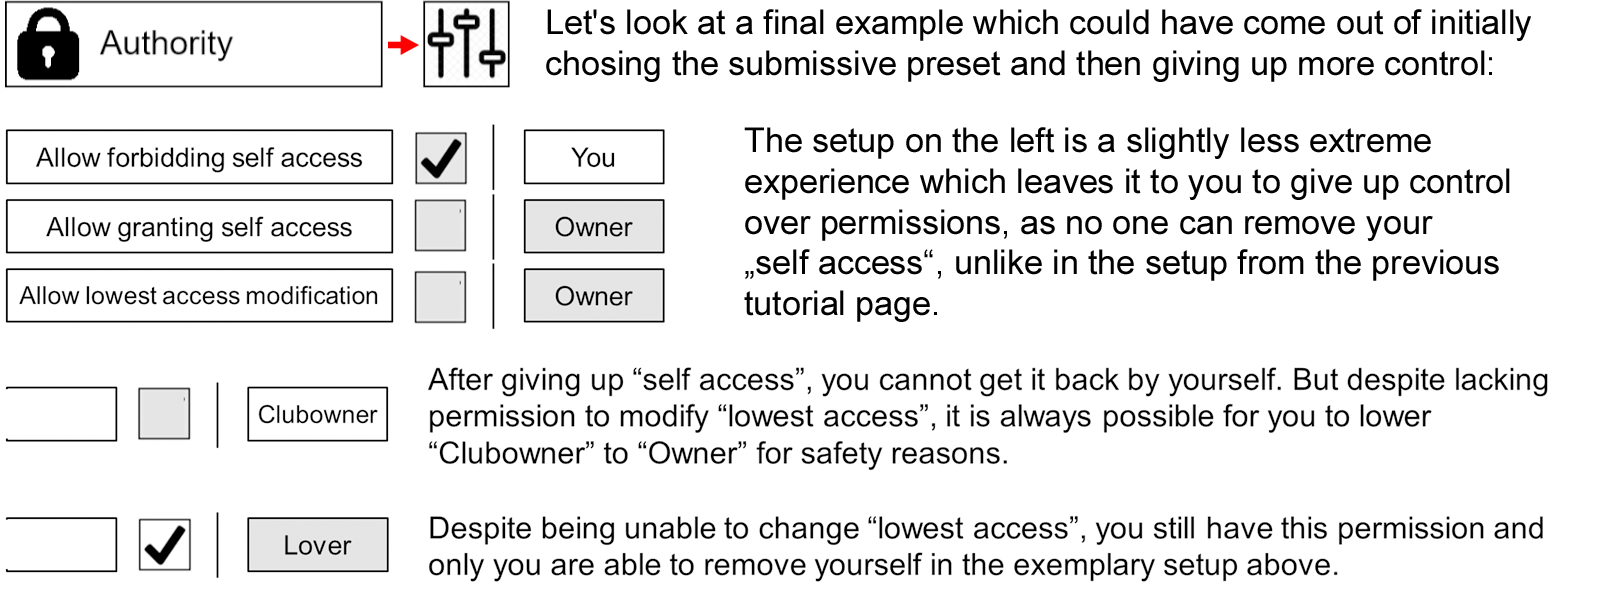 Authority
Let's look at a final example which could have come out of initially
chosing the submissive preset and then giving up more control:
Allow forbidding self access
You
Allow granting self access
Owner
Allow lowest access modification
Owner
The setup on the left is a slightly less extreme
experience which leaves it to you to give up control
over permissions, as no one can remove your
„self access“, unlike in the setup from the previous
tutorial page.
Clubowner
After giving up “self access”, you cannot get it back by yourself. But despite lacking
permission to modify “lowest access”, it is always possible for you to lower
“Clubowner” to “Owner” for safety reasons.
Lover
Despite being unable to change “lowest access”, you still have this permission and
only you are able to remove yourself in the exemplary setup above.